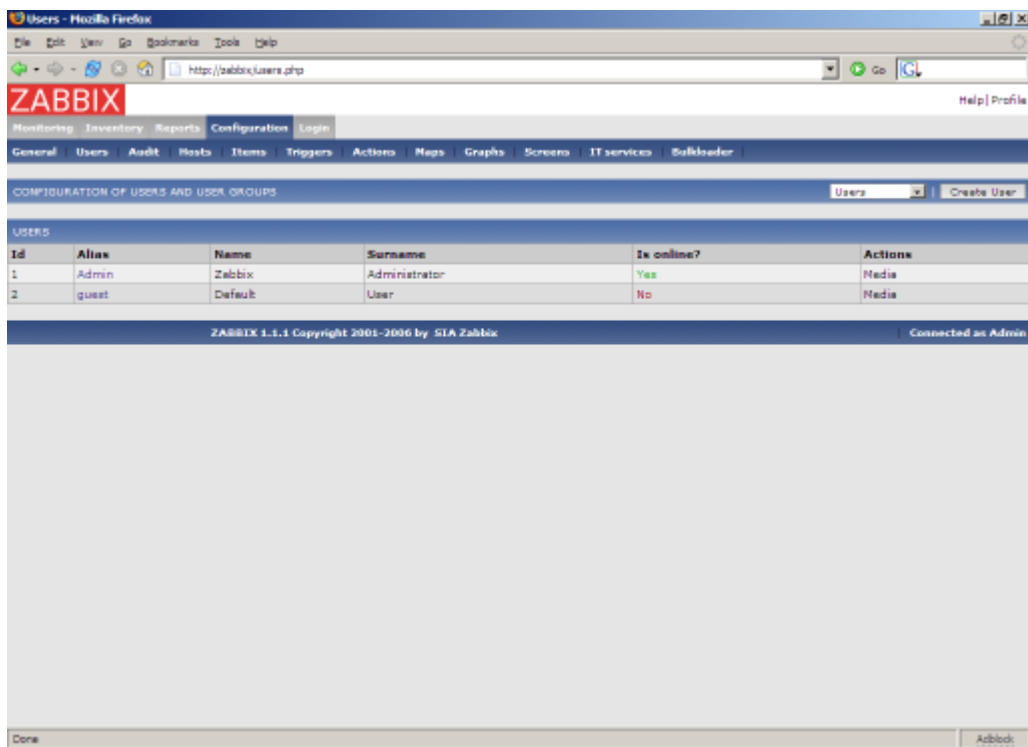 Users - Mozilla Firefox
File Edit View Go Bookmarks Tools Help
http://zabbix/users.php Go G
ZABBIX
Help | Profile
Monitoring Inventory Reports Configuration Login
General | Users | Audit | Hosts | Items | Triggers | Actions | Maps | Graphs | Screens | IT services | Bulkloader |
CONFIGURATION OF USERS AND USER GROUPS Users | Create User
USERS
Id Alias Name Surname Is online? Actions
1 Admin Zabbix Administrator Yes Media
2 guest Default User No Media
ZABBIX 1.1.1 Copyright 2001-2006 by SIA Zabbix | Connected as Admin
Done Adblock